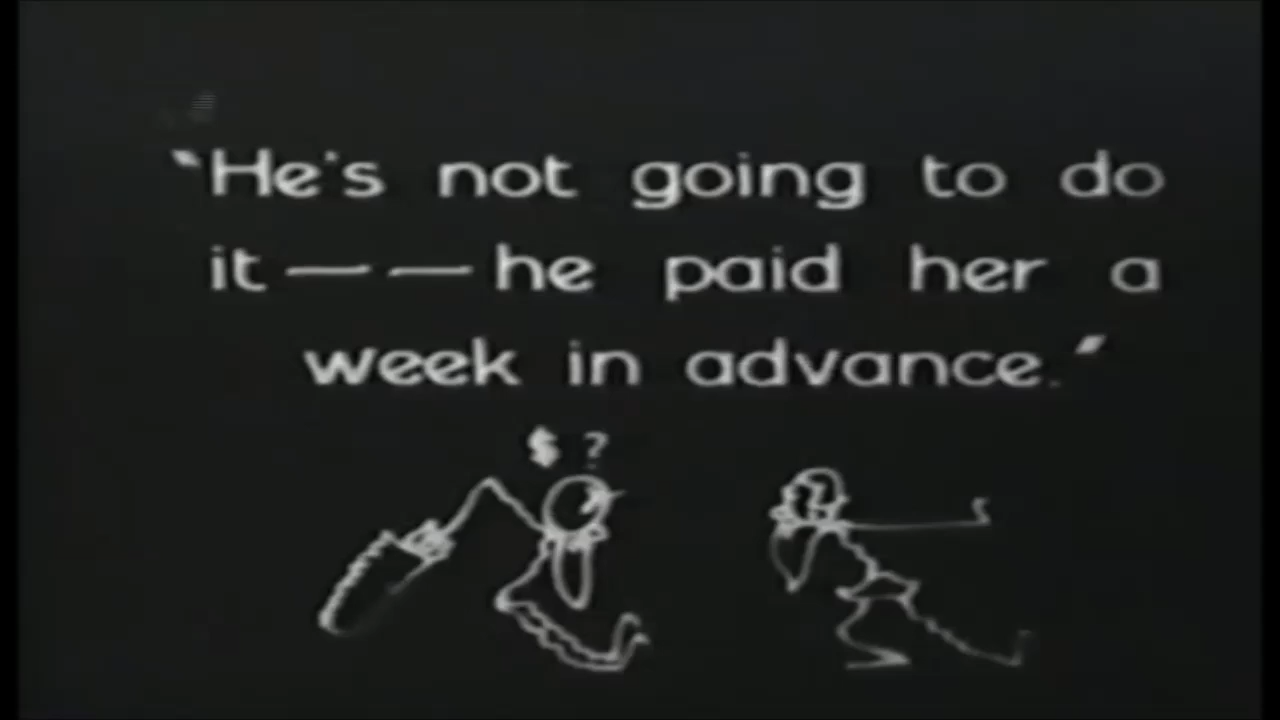 "He's not going to do
it——he paid her a
week in advance."
$ ?